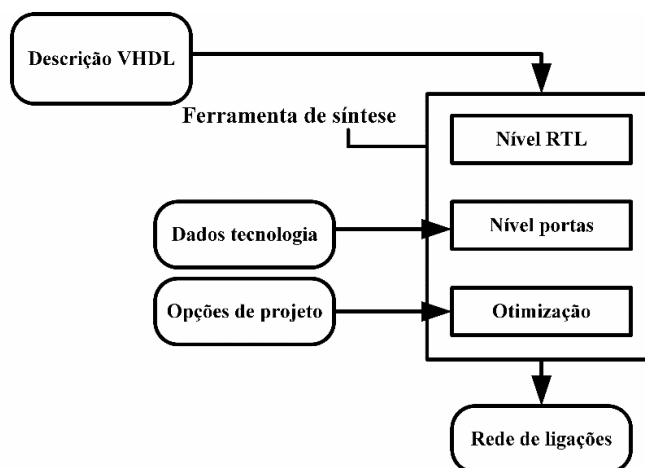 Descrição VHDL
Ferramenta de síntese
Nível RTL
Dados tecnologia
Nível portas
Opções de projeto
Otimização
Rede de ligações